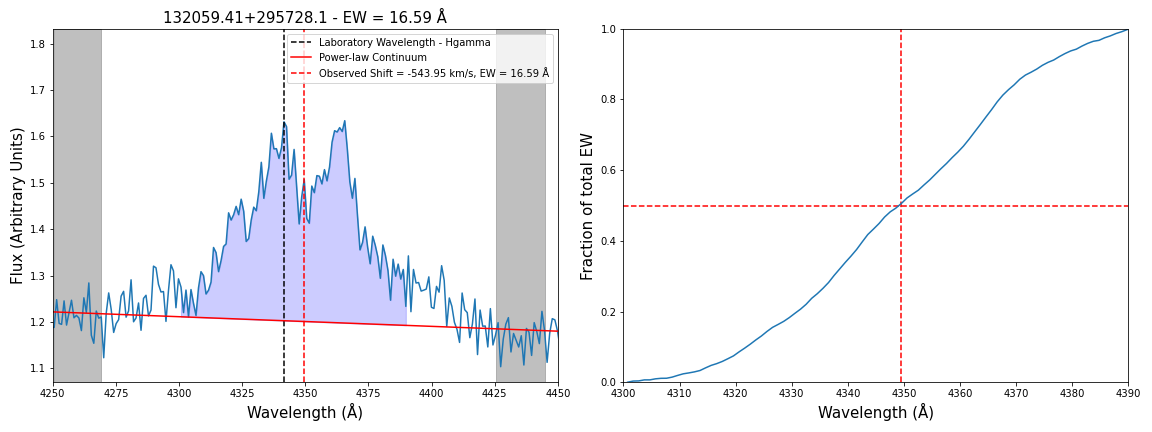 132059.41+295728.1 - EW = 16.59 Å
Laboratory Wavelength - Hgamma
Power-law Continuum
Observed Shift = -543.95 km/s, EW = 16.59 Å
Flux (Arbitrary Units)
1.8
1.7
1.6
1.5
1.4
1.3
1.2
1.1
4250 4275 4300 4325 4350 4375 4400 4425 4450
Wavelength (Å)
Fraction of total EW
1.0
0.8
0.6
0.4
0.2
0.0
4300 4310 4320 4330 4340 4350 4360 4370 4380 4390
Wavelength (Å)